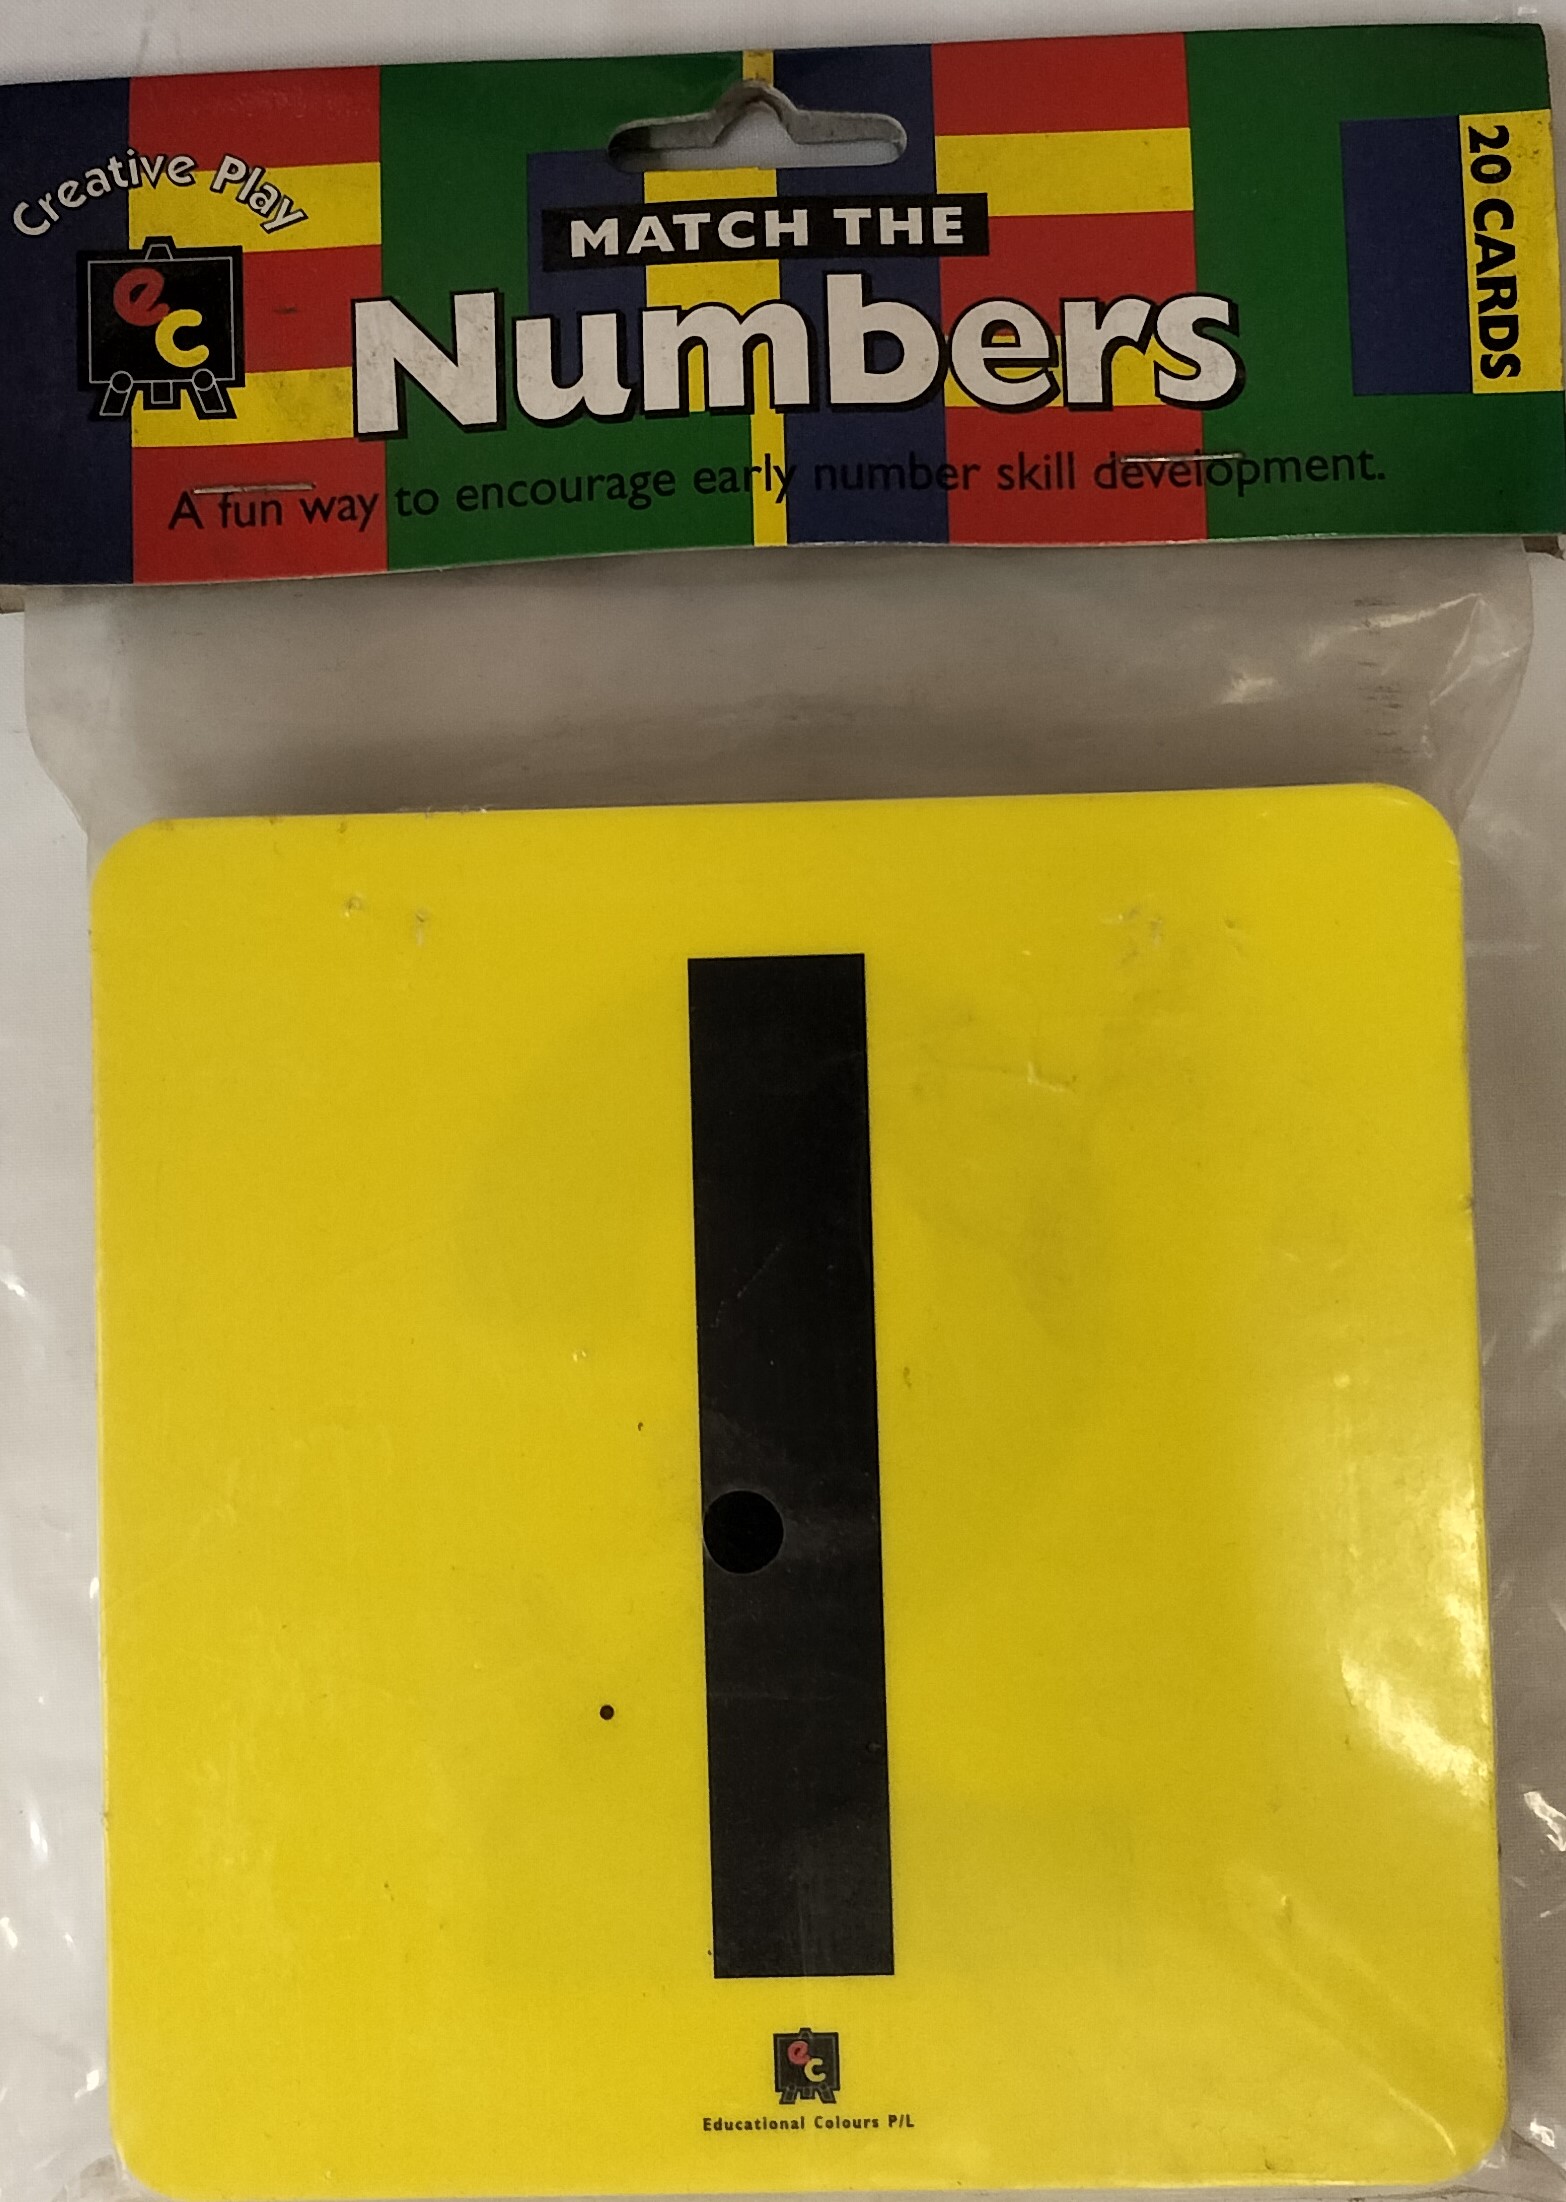 Creative Play
ec
MATCH THE
Numbers
A fun way to encourage early number skill development.
20 CARDS
1
ec
Educational Colours P/L